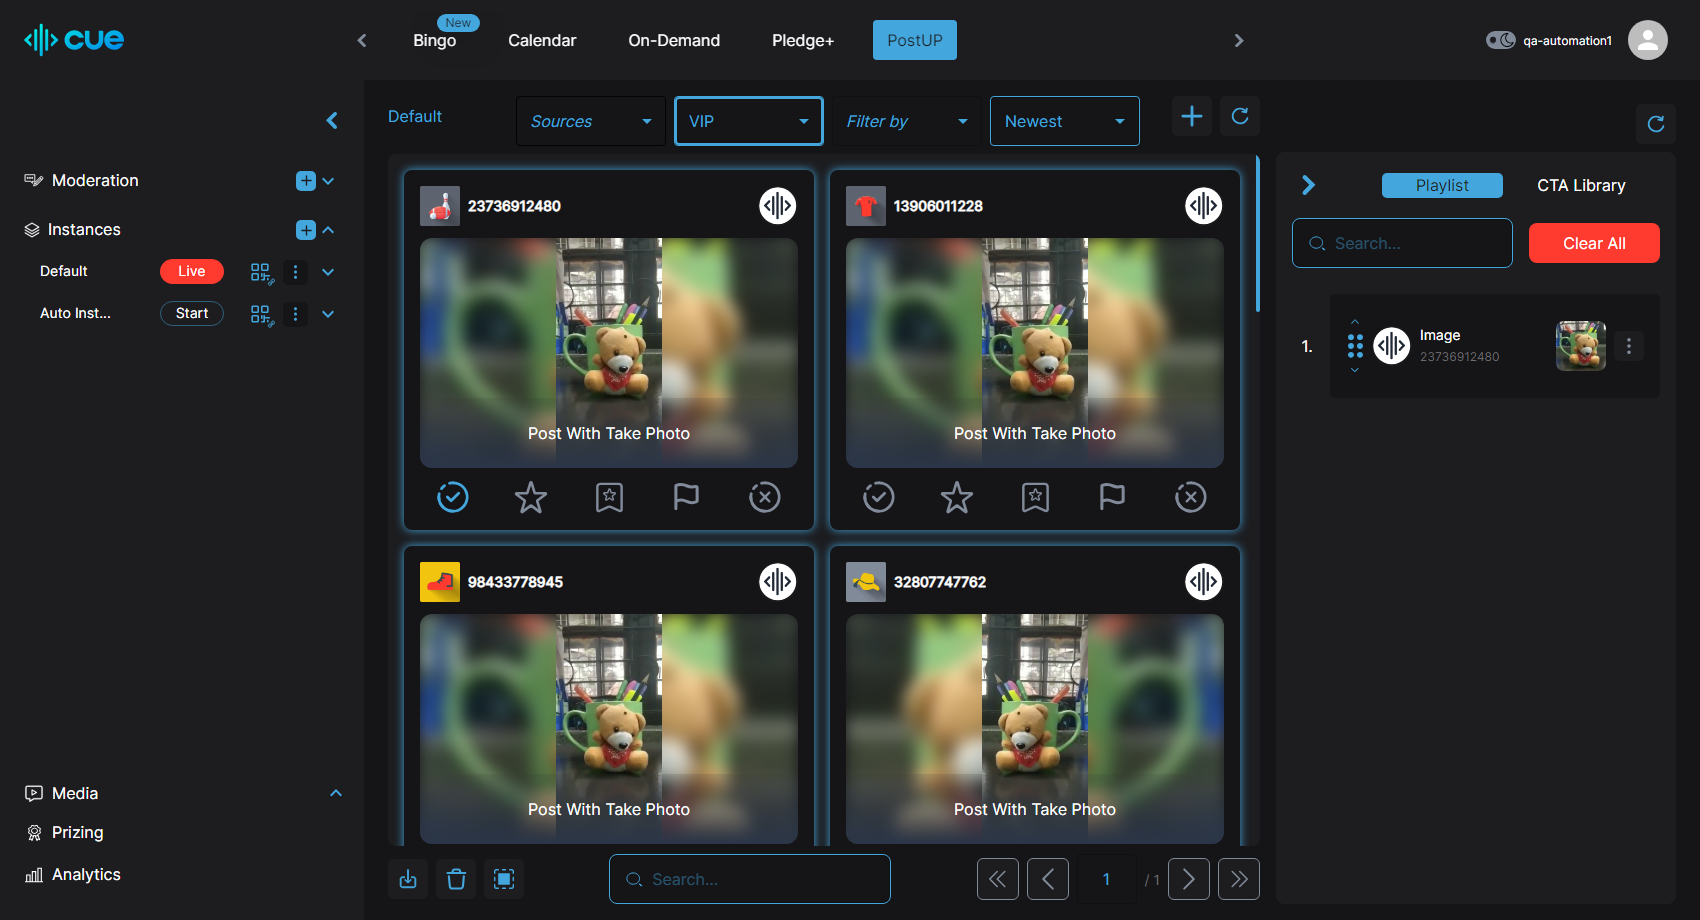 cue
New
Bingo
Calendar
On-Demand
Pledge+
PostUP
qa-automation1
Default
Sources
VIP
Filter by
Newest
Moderation
Instances
Default
Live
Auto Inst...
Start
Media
Prizing
Analytics
23736912480
Post With Take Photo
13906011228
Post With Take Photo
98433778945
Post With Take Photo
32807747762
Post With Take Photo
Search...
1
/ 1
Playlist
CTA Library
Search...
Clear All
1.
Image
23736912480